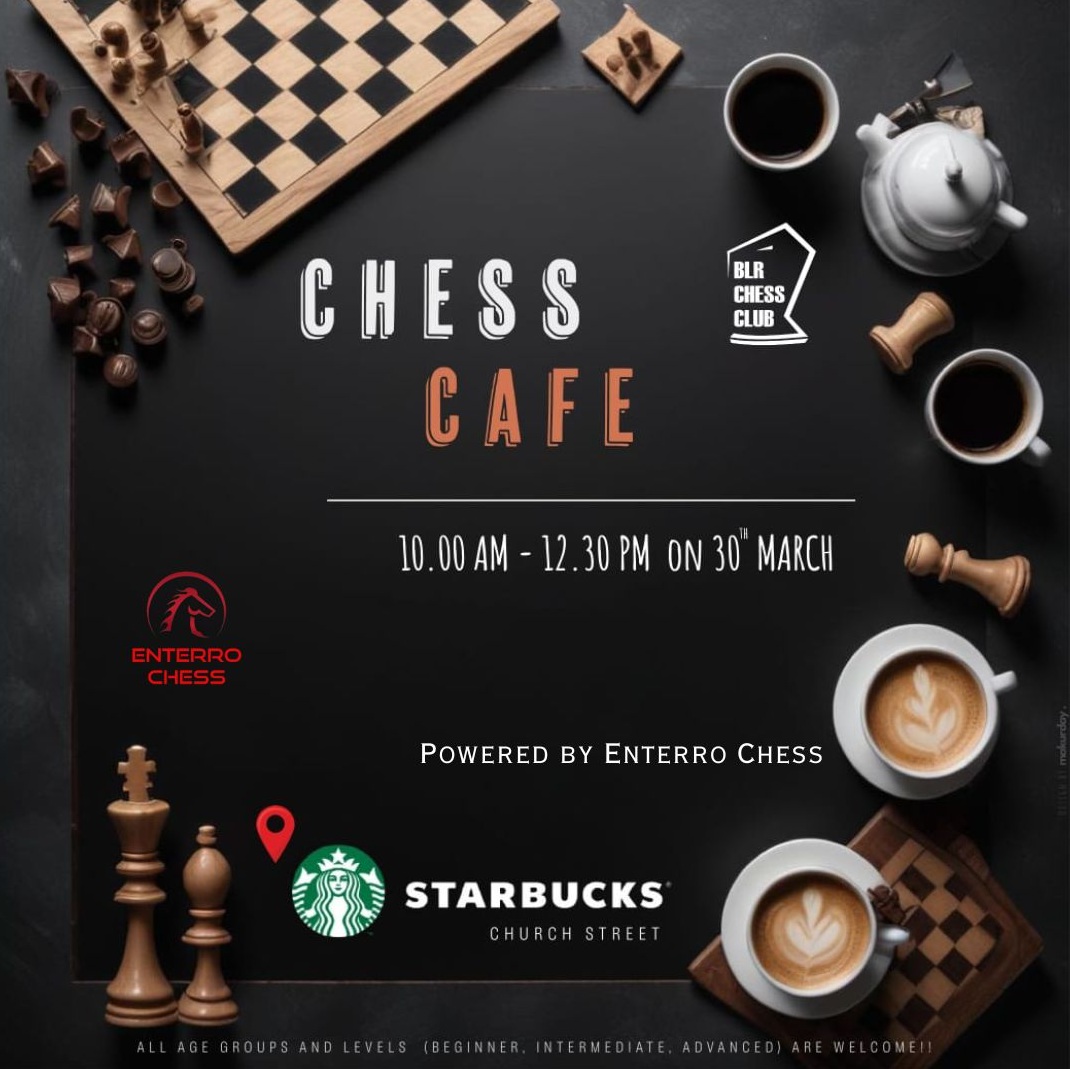 CHESS
CAFE
BLR
CHESS
CLUB
10.00 AM - 12.30 PM on 30TH MARCH
ENTERRO
CHESS
POWERED BY ENTERRO CHESS
STARBUCKS
CHURCH STREET
ALL AGE GROUPS AND LEVELS (BEGINNER, INTERMEDIATE, ADVANCED) ARE WELCOME!!